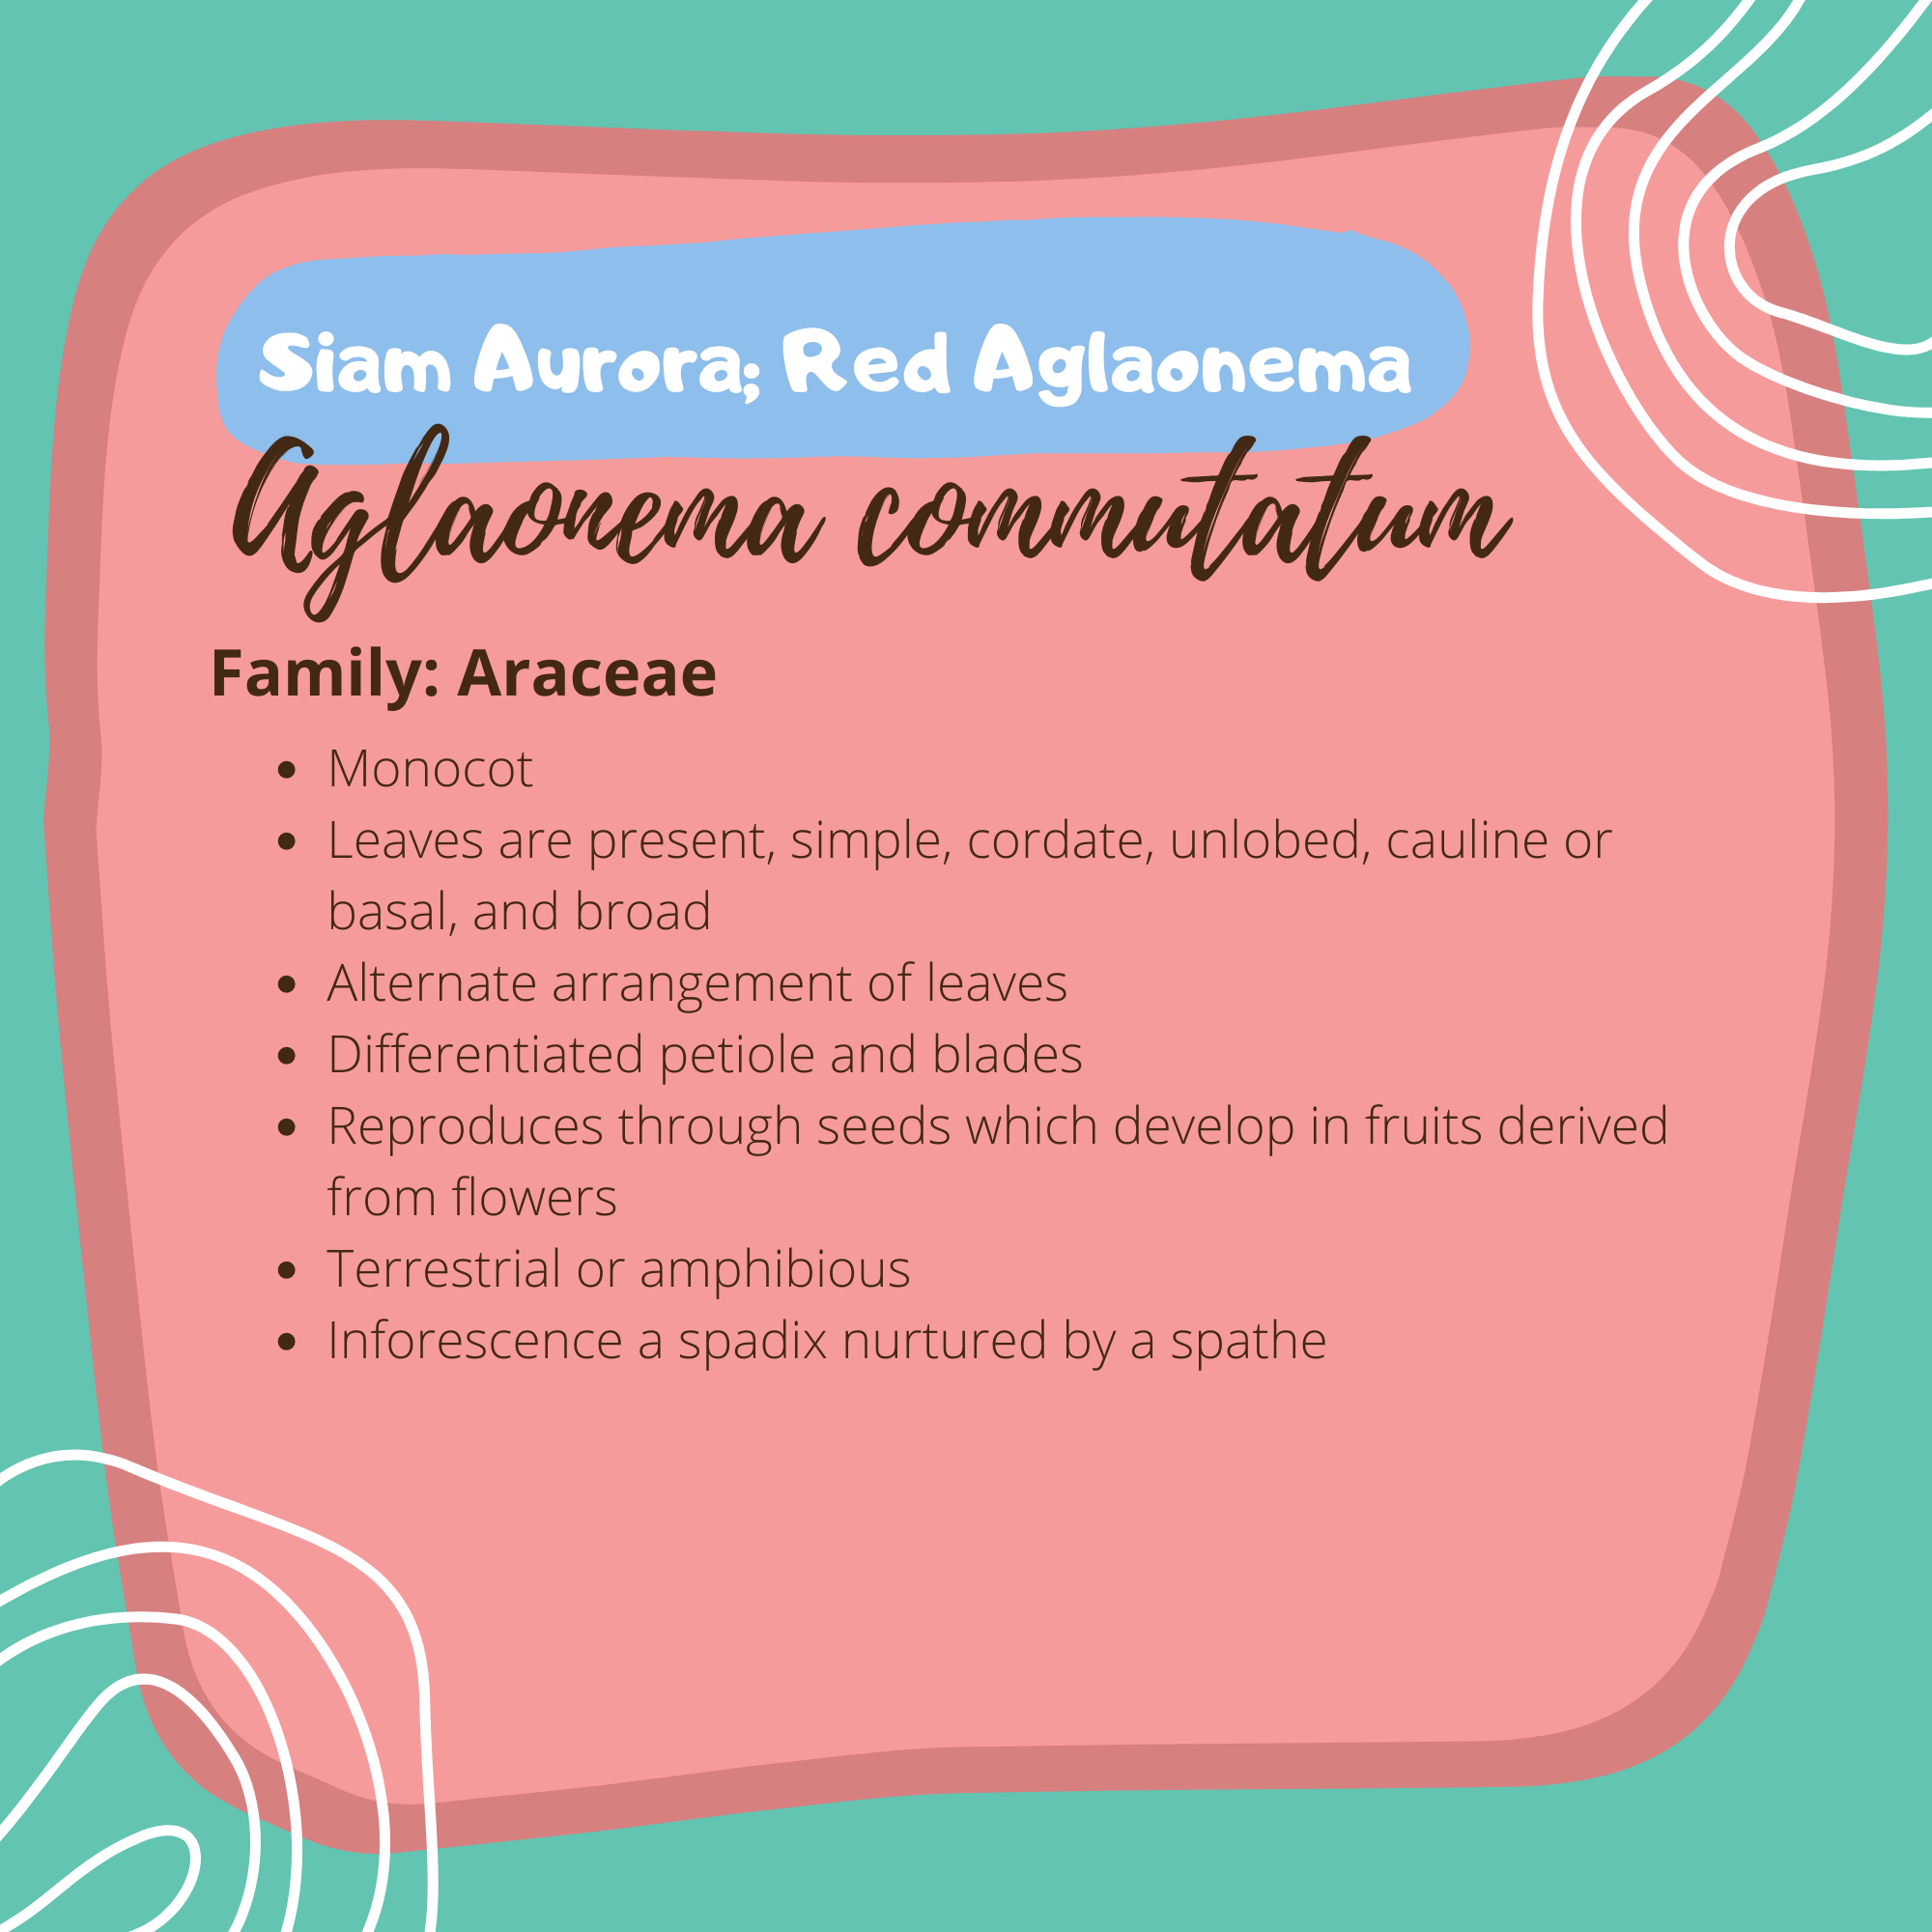 Siam Aurora; Red Aglaonema
Aglaonema commutatum
Family: Araceae
• Monocot
• Leaves are present, simple, cordate, unlobed, cauline or
basal, and broad
• Alternate arrangement of leaves
• Differentiated petiole and blades
• Reproduces through seeds which develop in fruits derived
from flowers
• Terrestrial or amphibious
• Inforescence a spadix nurtured by a spathe